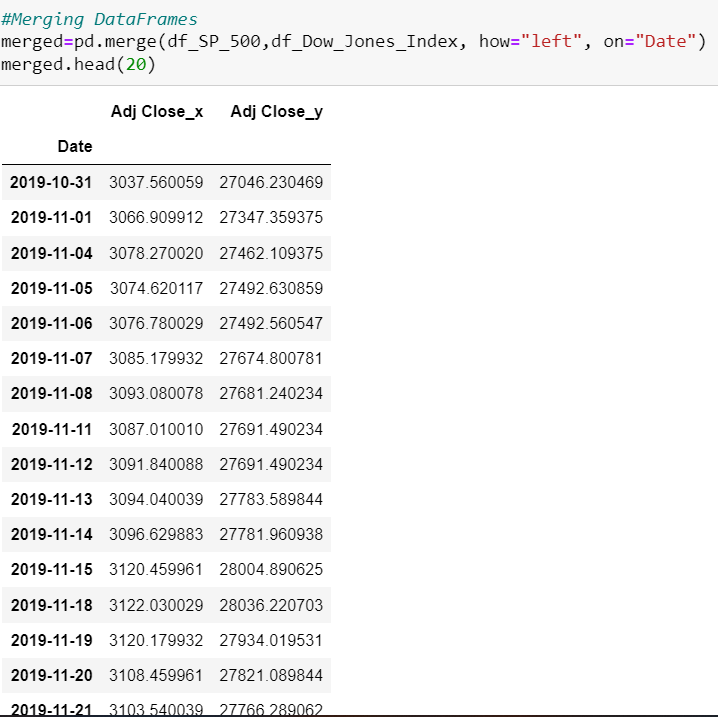 #Merging DataFrames
merged=pd.merge(df_SP_500,df_Dow_Jones_Index, how="left", on="Date")
merged.head(20)
Adj Close_x Adj Close_y
Date
2019-10-31 3037.560059 27046.230469
2019-11-01 3066.909912 27347.359375
2019-11-04 3078.270020 27462.109375
2019-11-05 3074.620117 27492.630859
2019-11-06 3076.780029 27492.560547
2019-11-07 3085.179932 27674.800781
2019-11-08 3093.080078 27681.240234
2019-11-11 3087.010010 27691.490234
2019-11-12 3091.840088 27691.490234
2019-11-13 3094.040039 27783.589844
2019-11-14 3096.629883 27781.960938
2019-11-15 3120.459961 28004.890625
2019-11-18 3122.030029 28036.220703
2019-11-19 3120.179932 27934.019531
2019-11-20 3108.459961 27821.089844
2019-11-21 3103.540039 27766.289062